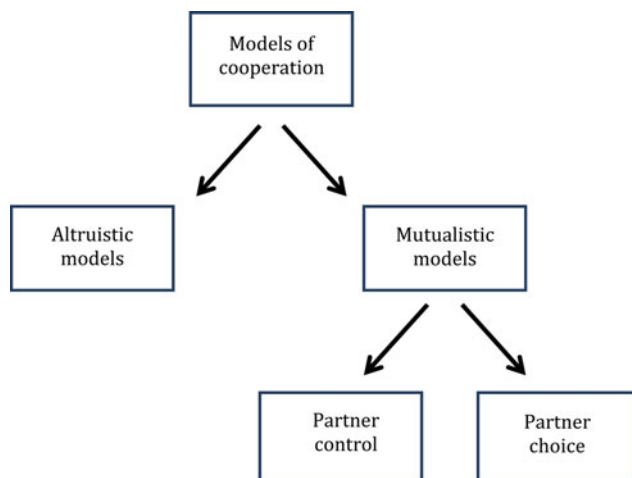 Models of
cooperation
Altruistic
models
Mutualistic
models
Partner
control
Partner
choice